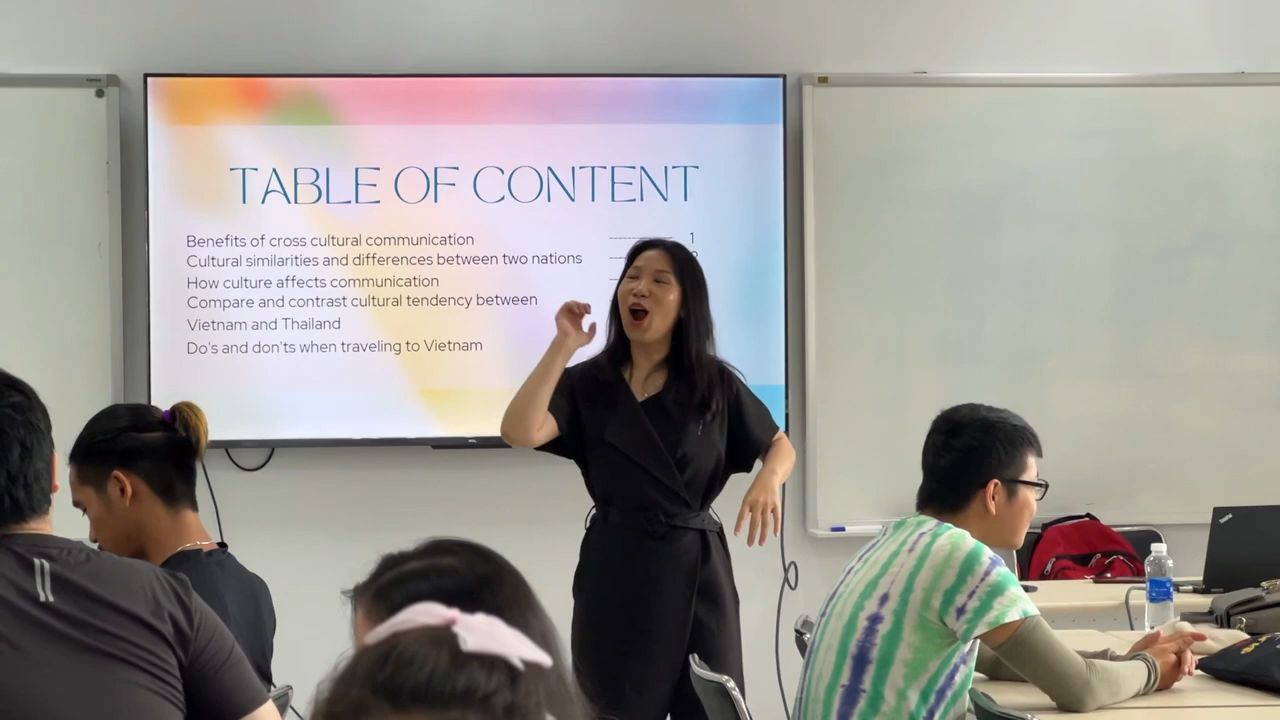 TABLE OF CONTENT
Benefits of cross cultural communication 1
Cultural similarities and differences between two nations
How culture affects communication
Compare and contrast cultural tendency between
Vietnam and Thailand
Do's and don'ts when traveling to Vietnam
ThinkPad